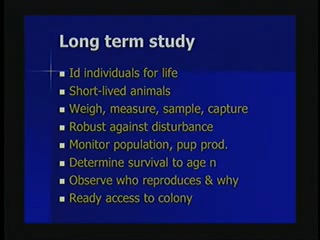 Long term study
Id individuals for life
Short-lived animals
Weigh, measure, sample, capture
Robust against disturbance
Monitor population, pup prod.
Determine survival to age n
Observe who reproduces & why
Ready access to colony